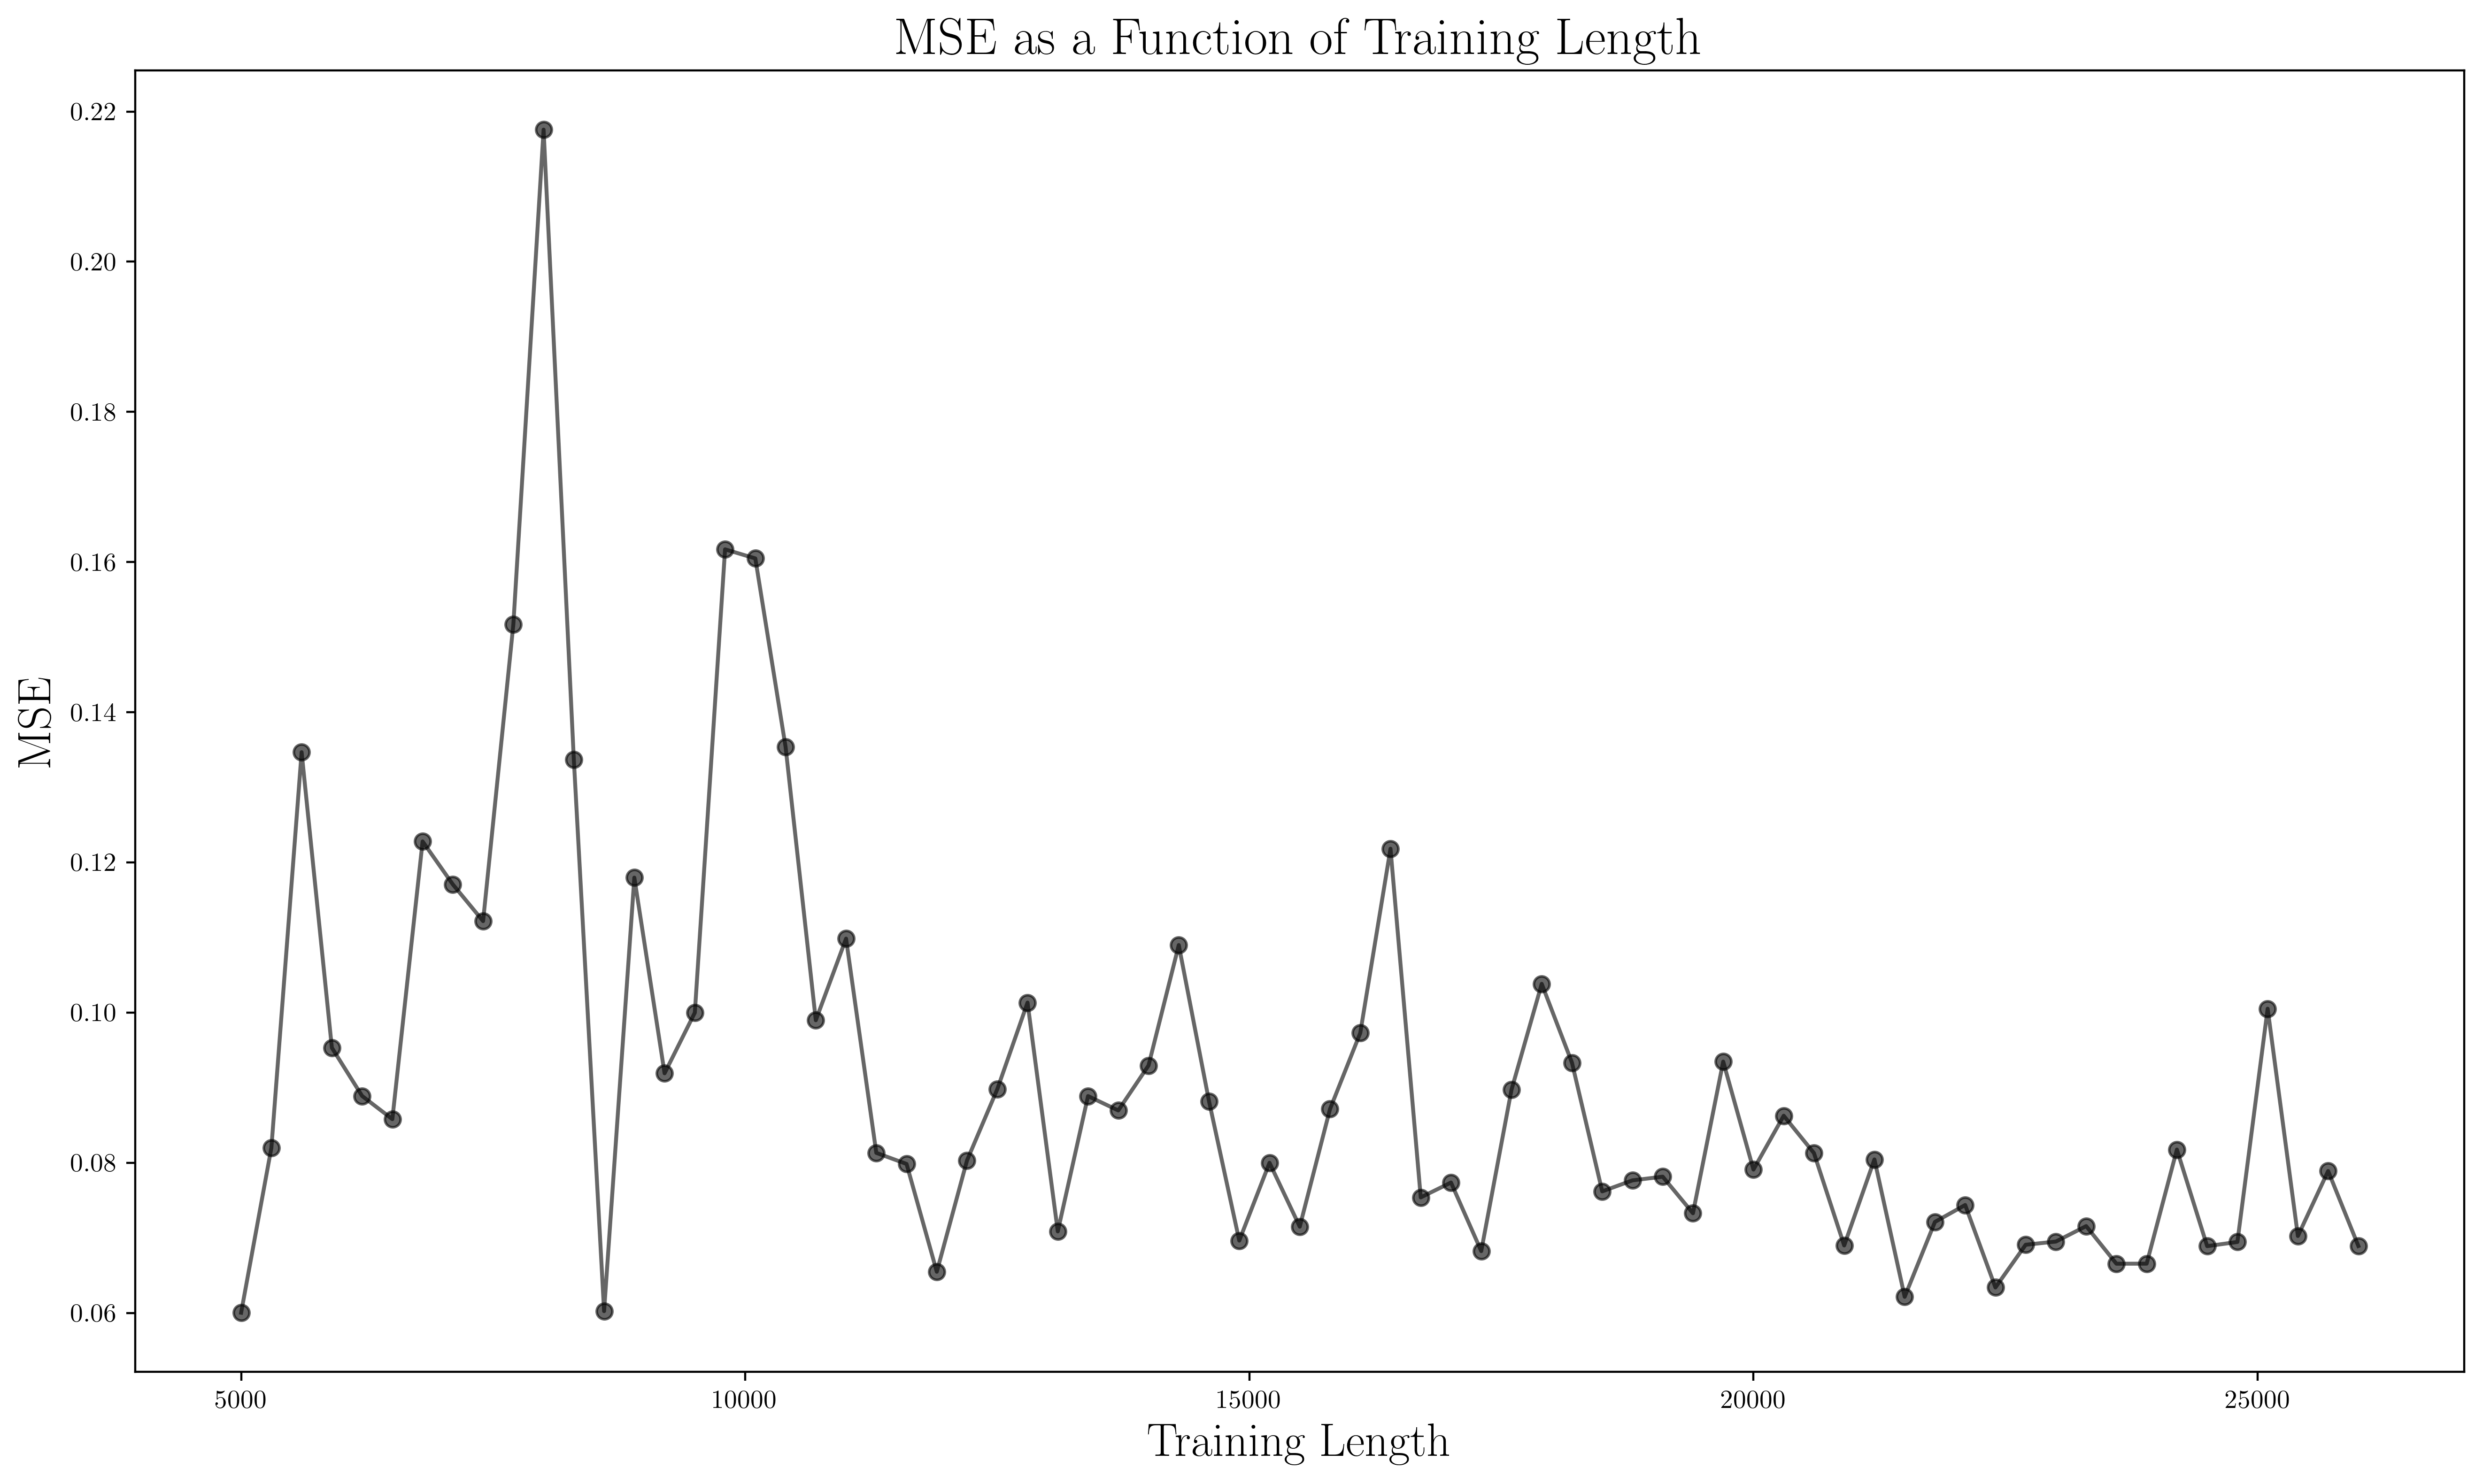 MSE as a Function of Training Length
MSE
0.22
0.20
0.18
0.16
0.14
0.12
0.10
0.08
0.06
5000 10000 15000 20000 25000
Training Length